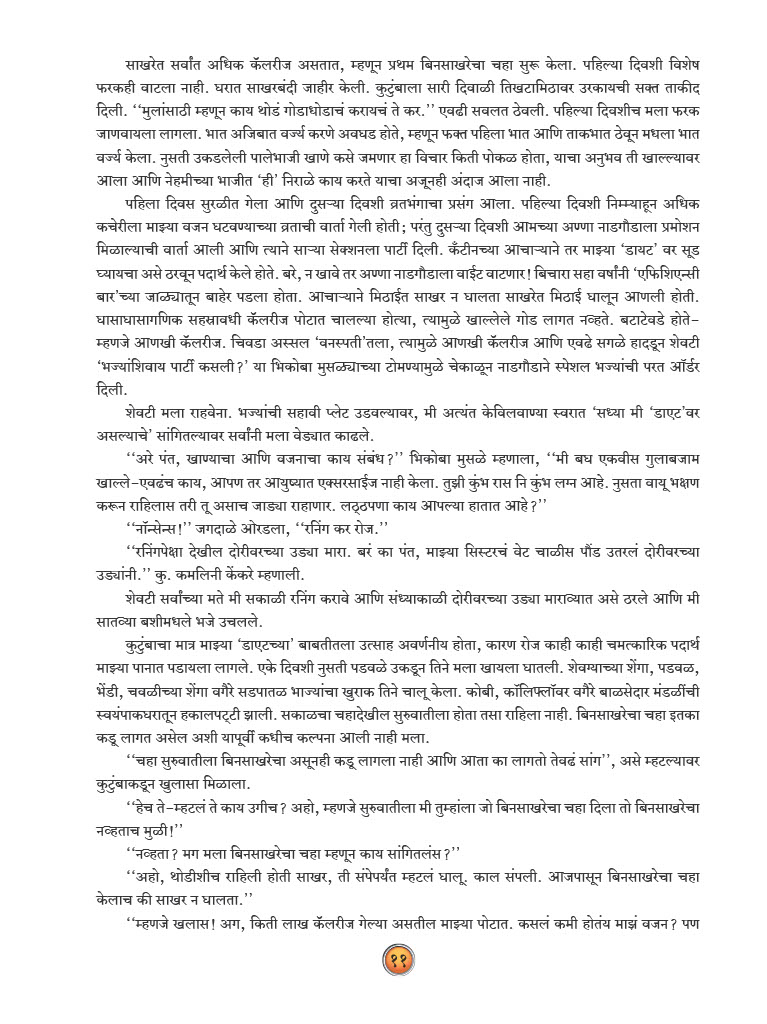 साखरेत सर्वांत अधिक कॅलरीज असतात, म्हणून प्रथम बिनसाखरेचा चहा सुरू केला. पहिल्या दिवशी विशेष
फरकही वाटला नाही. घरात साखरबंदी जाहीर केली. कुटुंबाला सारी दिवाळी तिखटामिठावर उरकायची सक्त ताकीद
दिली. ‘‘मुलांसाठी म्हणून काय थोडं गोडाधोडाचं करायचं ते कर.’’ एवढी सवलत ठेवली. पहिल्या दिवशीच मला फरक
जाणवायला लागला. भात अजिबात वर्ज्य करणे अवघड होते, म्हणून फक्त पहिला भात आणि ताकभात ठेवून मधला भात
वर्ज्य केला. नुसती उकडलेली पालेभाजी खाणे कसे जमणार हा विचार किती पोकळ होता, याचा अनुभव ती खाल्ल्यावर
आला आणि नेहमीच्या भाजीत ‘ही’ निराळे काय करते याचा अजूनही अंदाज आला नाही.
पहिला दिवस सुरळीत गेला आणि दुसऱ्या दिवशी व्रतभंगाचा प्रसंग आला. पहिल्या दिवशी निम्म्याहून अधिक
कचेरीला माझ्या वजन घटवण्याच्या व्रताची वार्ता गेली होती; परंतु दुसऱ्या दिवशी आमच्या अण्णा नाडगौडाला प्रमोशन
मिळाल्याची वार्ता आली आणि त्याने साऱ्या सेक्शनला पार्टी दिली. कँटीनच्या आचाऱ्याने तर माझ्या ‘डायट’ वर सूड
घ्यायचा असे ठरवून पदार्थ केले होते. बरे, न खावे तर अण्णा नाडगौडाला वाईट वाटणार! बिचारा सहा वर्षांनी ‘एफिशिएन्सी
बार’च्या जाळ्यातून बाहेर पडला होता. आचाऱ्याने मिठाईत साखर न घालता साखरेत मिठाई घालून आणली होती.
घासाघासागणिक सहस्रावधी कॅलरीज पोटात चालल्या होत्या, त्यामुळे खाल्लेले गोड लागत नव्हते. बटाटेवडे होते-
म्हणजे आणखी कॅलरीज. चिवडा अस्सल ‘वनस्पती’तला, त्यामुळे आणखी कॅलरीज आणि एवढे सगळे हादडून शेवटी
‘भज्यांशिवाय पार्टी कसली?’ या भिकोबा मुसळ्याच्या टोमण्यामुळे चेकाळून नाडगौडाने स्पेशल भज्यांची परत ऑर्डर
दिली.
शेवटी मला राहवेना. भज्यांची सहावी प्लेट उडवल्यावर, मी अत्यंत केविलवाण्या स्वरात ‘सध्या मी ‘डाएट’वर
असल्याचे’ सांगितल्यावर सर्वांनी मला वेड्यात काढले.
‘‘अरे पंत, खाण्याचा आणि वजनाचा काय संबंध?’’ भिकोबा मुसळे म्हणाला, ‘‘मी बघ एकवीस गुलाबजाम
खाल्ले-एवढंच काय, आपण तर आयुष्यात एक्सरसाईज नाही केला. तुझी कुंभ रास नि कुंभ लग्न आहे. नुसता वायू भक्षण
करून राहिलास तरी तू असाच जाड्या राहाणार. लठ्ठपणा काय आपल्या हातात आहे?’’
‘‘नॉन्सेन्स!’’ जगदाळे ओरडला, ‘‘रनिंग कर रोज.’’
‘‘रनिंगपेक्षा देखील दोरीवरच्या उड्या मारा. बरं का पंत, माझ्या सिस्टरचं वेट चाळीस पौंड उतरलं दोरीवरच्या
उड्यांनी.’’ कु. कमलिनी केंकरे म्हणाली.
शेवटी सर्वांच्या मते मी सकाळी रनिंग करावे आणि संध्याकाळी दोरीवरच्या उड्या माराव्यात असे ठरले आणि मी
सातव्या बशीमधले भजे उचलले.
कुटुंबाचा मात्र माझ्या ‘डाएटच्या’ बाबतीतला उत्साह अवर्णनीय होता, कारण रोज काही काही चमत्कारिक पदार्थ
माझ्या पानात पडायला लागले. एके दिवशी नुसती पडवळे उकडून तिने मला खायला घातली. शेवग्याच्या शेंगा, पडवळ,
भेंडी, चवळीच्या शेंगा वगैरे सडपातळ भाज्यांचा खुराक तिने चालू केला. कोबी, कॉलिफ्लॉवर वगैरे बाळसेदार मंडळींची
स्वयंपाकघरातून हकालपट्टी झाली. सकाळचा चहादेखील सुरुवातीला होता तसा राहिला नाही. बिनसाखरेचा चहा इतका
कडू लागत असेल अशी यापूर्वी कधीच कल्पना आली नाही मला.
‘‘चहा सुरुवातीला बिनसाखरेचा असूनही कडू लागला नाही आणि आता का लागतो तेवढं सांग’’, असे म्हटल्यावर
कुटुंबाकडून खुलासा मिळाला.
‘‘हेच ते-म्हटलं ते काय उगीच? अहो, म्हणजे सुरुवातीला मी तुम्हांला जो बिनसाखरेचा चहा दिला तो बिनसाखरेचा
नव्हताच मुळी!’’
‘‘नव्हता? मग मला बिनसाखरेचा चहा म्हणून काय सांगितलंस?’’
‘‘अहो, थोडीशीच राहिली होती साखर, ती संपेपर्यंत म्हटलं घालू. काल संपली. आजपासून बिनसाखरेचा चहा
केलाच की साखर न घालता.’’
‘‘म्हणजे खलास! अग, किती लाख कॅलरीज गेल्या असतील माझ्या पोटात. कसलं कमी होतंय माझं वजन? पण
११